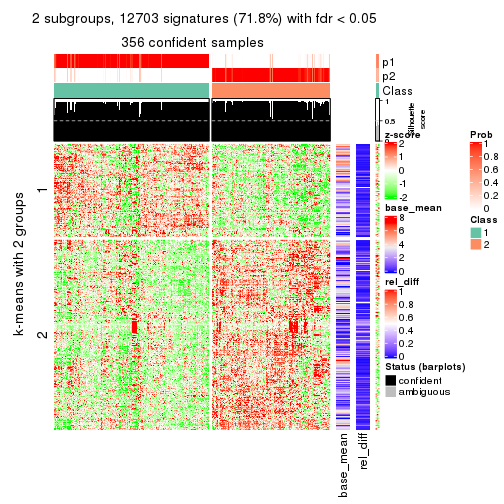 2 subgroups, 12703 signatures (71.8%) with fdr < 0.05
356 confident samples
p1
p2
Class
1
0.5
Silhouette
score
k-means with 2 groups
1
2
z-score
2
1
0
-1
-2
base_mean
8
6
4
2
0
rel_diff
1
0.8
0.6
0.4
0.2
0
Status (barplots)
confident
ambiguous
Prob
1
0.8
0.6
0.4
0.2
0
Class
1
2
base_mean
rel_diff